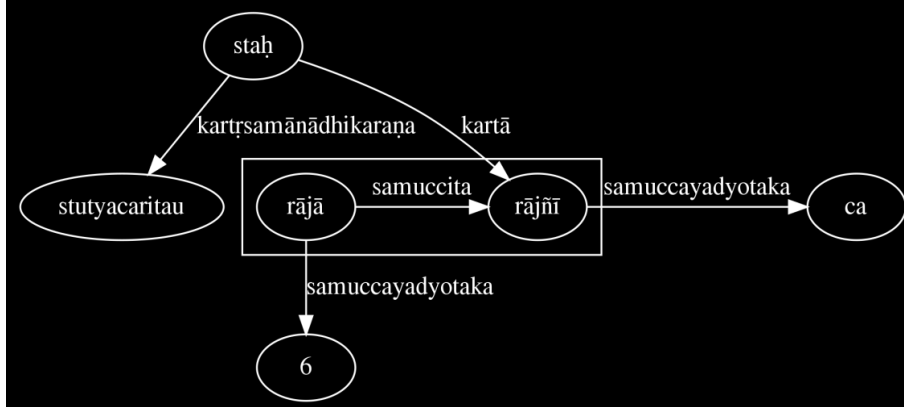 staḥ
kartṛsamānādhikaraṇa kartā
samuccita samuccayadyotaka
stutyacaritau rājā rājñī ca
samuccayadyotaka
6